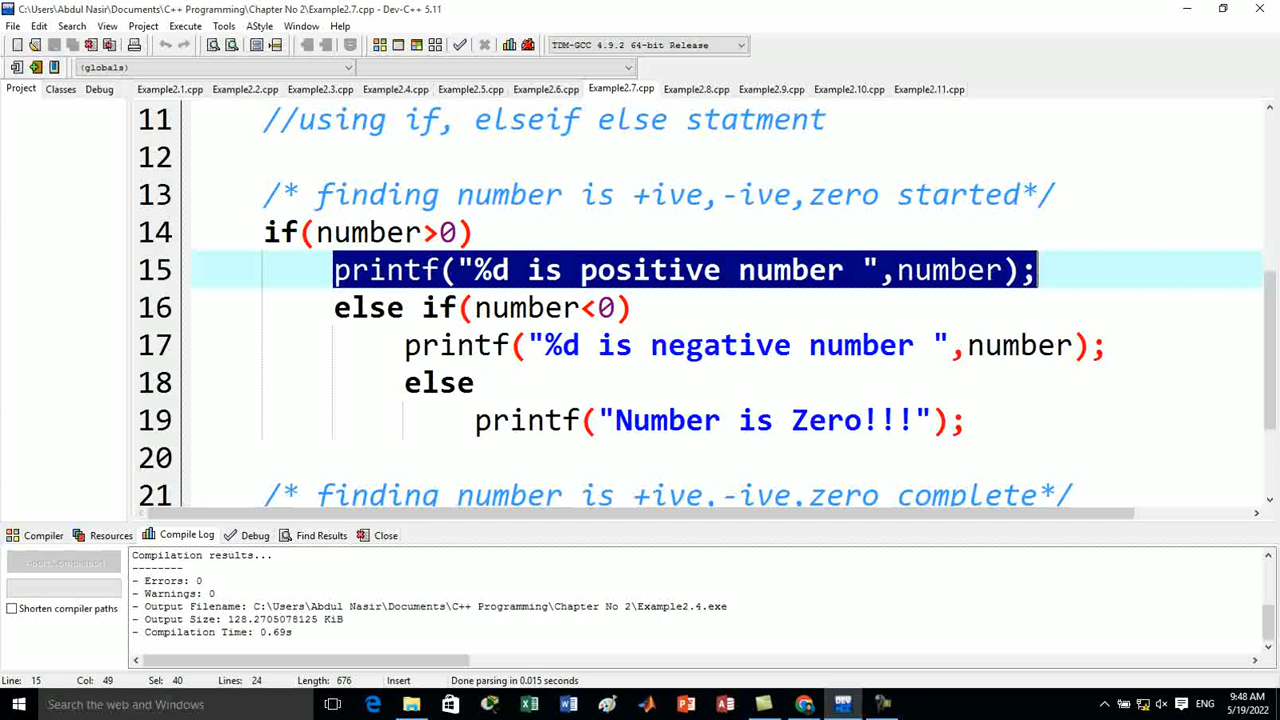 C:\Users\Abdul Nasir\Documents\C++ Programming\Chapter No 2\Example2.7.cpp - Dev-C++ 5.11
File Edit Search View Project Execute Tools AStyle Window Help
TDM-GCC 4.9.2 64-bit Release
(globals)
Project Classes Debug Example2.1.cpp Example2.2.cpp Example2.3.cpp Example2.4.cpp Example2.5.cpp Example2.6.cpp Example2.7.cpp Example2.8.cpp Example2.9.cpp Example2.10.cpp Example2.11.cpp
11 //using if, elseif else statment
12
13 /* finding number is +ive,-ive,zero started*/
14 if(number>0)
15 printf("%d is positive number ",number);
16 else if(number<0)
17 printf("%d is negative number ",number);
18 else
19 printf("Number is Zero!!!");
20
21 /* finding number is +ive,-ive,zero complete*/
Compiler Resources Compile Log Debug Find Results Close
Compilation results...
--------
- Errors: 0
- Warnings: 0
- Output Filename: C:\Users\Abdul Nasir\Documents\C++ Programming\Chapter No 2\Example2.4.exe
- Output Size: 128.2705078125 KiB
- Compilation Time: 0.69s
Abort Compilation
Shorten compiler paths
Line: 15 Col: 49 Sel: 40 Lines: 24 Length: 676 Insert Done parsing in 0.015 seconds
Search the web and Windows
ENG
9:48 AM
5/19/2022